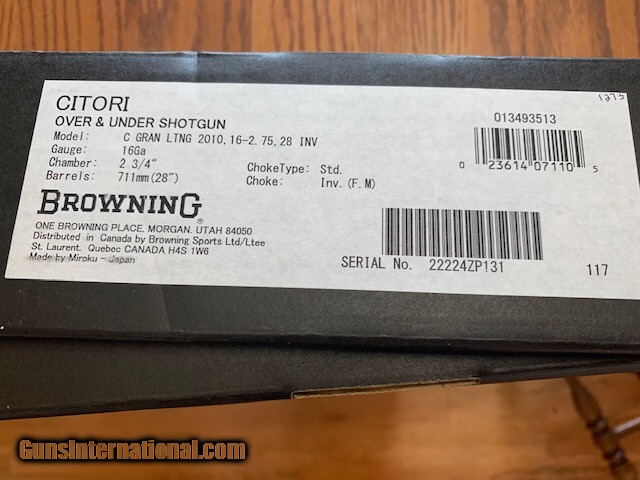 CITORI
OVER & UNDER SHOTGUN
Model: C GRAN LTNG 2010,16-2.75,28 INV
Gauge: 16Ga
Chamber: 2 3/4"
Barrels: 711mm(28")
ChokeType: Std.
Choke: Inv.(F.M)
BROWNING®
ONE BROWNING PLACE, MORGAN, UTAH 84050
Distributed in Canada by Browning Sports Ltd/Ltee
St. Laurent. Quebec CANADA H4S 1W6
Made by Miroku - Japan
013493513
0 23614 07110 5
SERIAL No. 22224ZP131
117
GunsInternational.com